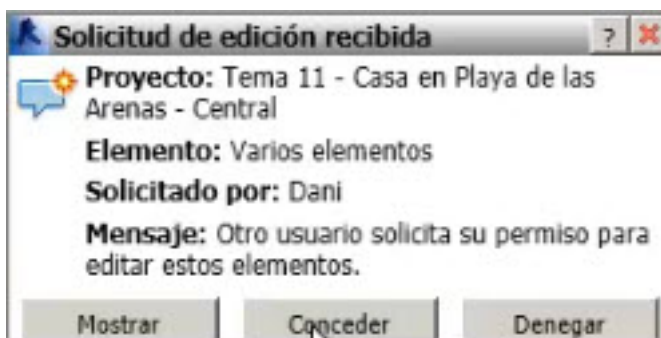 Solicitud de edición recibida ?
Proyecto: Tema 11 - Casa en Playa de las
Arenas - Central
Elemento: Varios elementos
Solicitado por: Dani
Mensaje: Otro usuario solicita su permiso para
editar estos elementos.
Mostrar Conceder Denegar